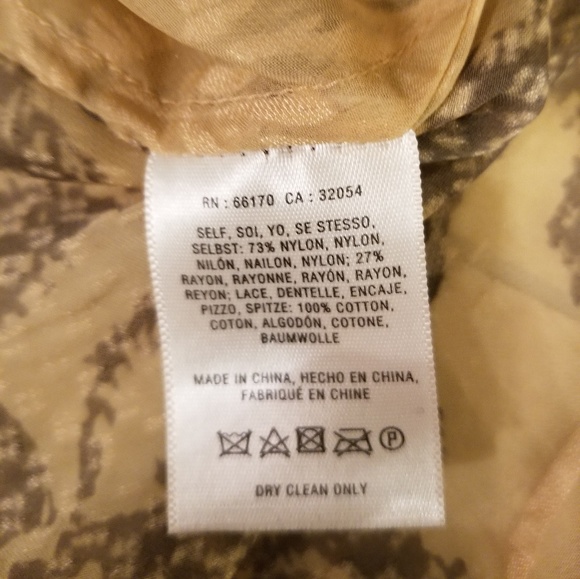 RN : 66170 CA : 32054
SELF, SOI, YO, SE STESSO,
SELBST: 73% NYLON, NYLON,
NILÓN, NAILON, NYLON; 27%
RAYON, RAYONNE, RAYÓN, RAYON,
REYON; LACE, DENTELLE, ENCAJE,
PIZZO, SPITZE: 100% COTTON,
COTON, ALGODÓN, COTONE,
BAUMWOLLE
MADE IN CHINA, HECHO EN CHINA,
FABRIQUÉ EN CHINE
P
DRY CLEAN ONLY